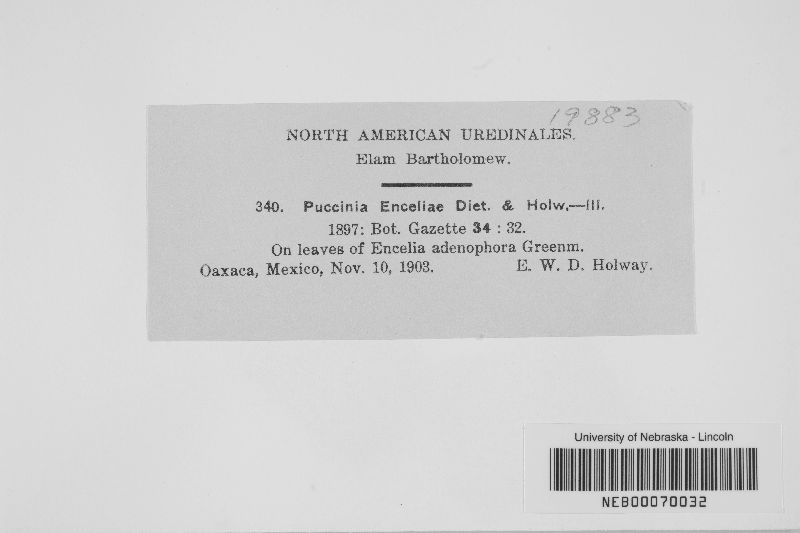 19883
NORTH AMERICAN UREDINALES.
Elam Bartholomew.
340. Puccinia Enceliae Diet. & Holw.—III.
1897: Bot. Gazette 34 : 32.
On leaves of Encelia adenophora Greenm.
Oaxaca, Mexico, Nov. 10, 1903. E. W. D. Holway.
University of Nebraska - Lincoln
NEB00070032